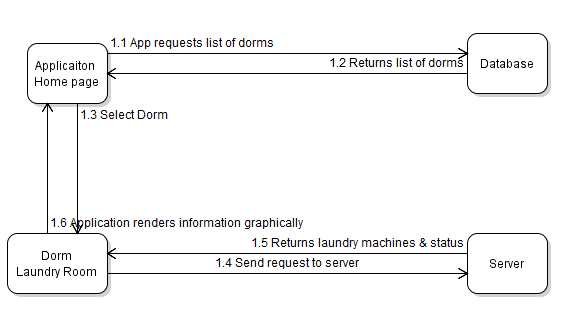 1.1 App requests list of dorms
1.2 Returns list of dorms
Applicaiton
Home page
Database
1.3 Select Dorm
1.6 Application renders information graphically
1.5 Returns laundry machines & status
Dorm
Laundry Room
1.4 Send request to server
Server